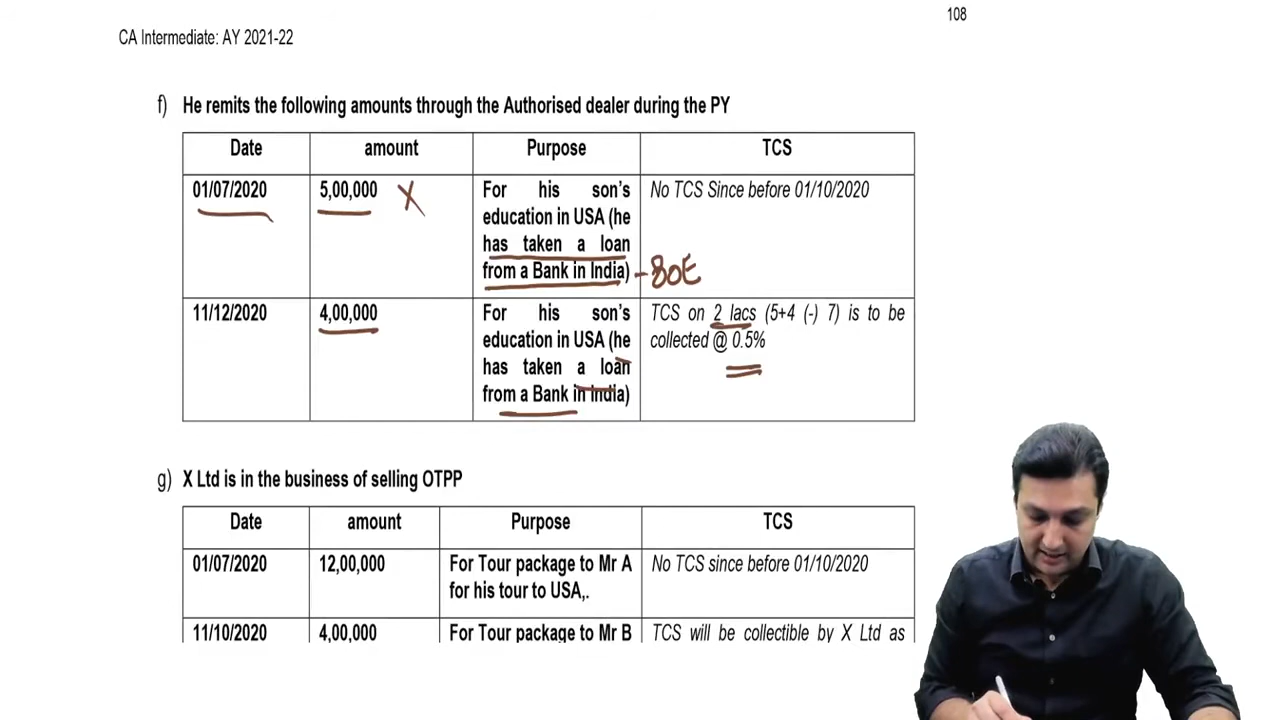 108
CA Intermediate: AY 2021-22
f) He remits the following amounts through the Authorised dealer during the PY
Date amount Purpose TCS
01/07/2020 5,00,000 X For his son's No TCS Since before 01/10/2020
education in USA (he
has taken a loan
from a Bank in India) - 80E
11/12/2020 4,00,000 For his son's TCS on 2 lacs (5+4 (-) 7) is to be
education in USA (he collected @ 0.5%
has taken a loan
from a Bank in India)
g) X Ltd is in the business of selling OTPP
Date amount Purpose TCS
01/07/2020 12,00,000 For Tour package to Mr A No TCS since before 01/10/2020
for his tour to USA,.
11/10/2020 4,00,000 For Tour package to Mr B TCS will be collectible by X Ltd as